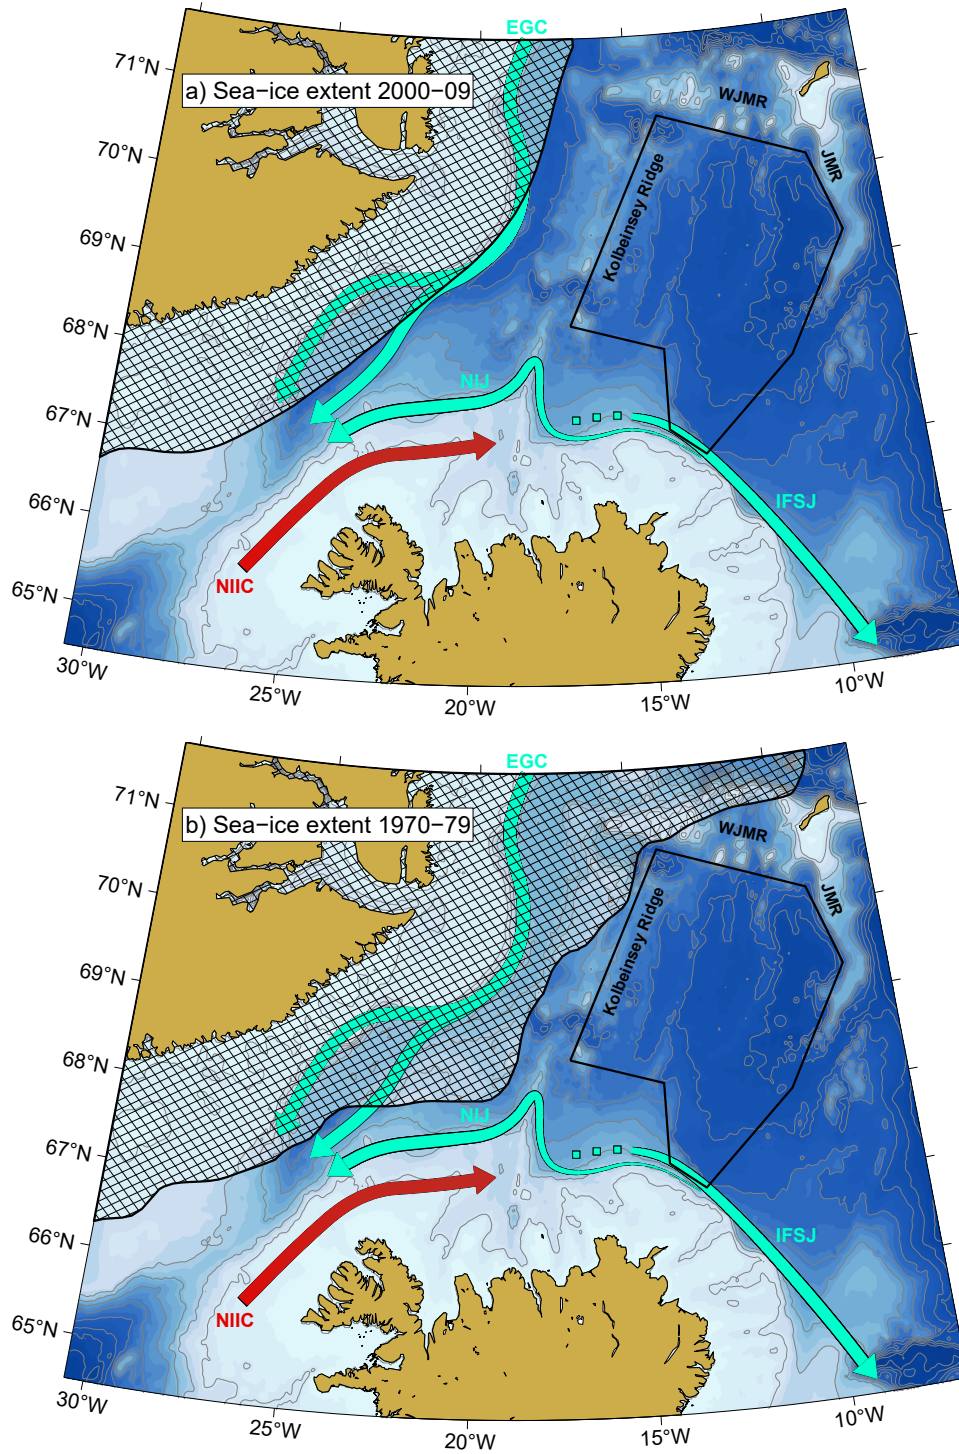 EGC
71°N
a) Sea−ice extent 2000−09
WJMR
70°N
JMR
Kolbeinsey Ridge
69°N
68°N
NIJ
67°N
66°N
IFSJ
NIIC
65°N
30°W
25°W
20°W
15°W
10°W
EGC
71°N
b) Sea−ice extent 1970−79
WJMR
70°N
JMR
Kolbeinsey Ridge
69°N
68°N
NIJ
67°N
66°N
IFSJ
NIIC
65°N
30°W
25°W
20°W
15°W
10°W